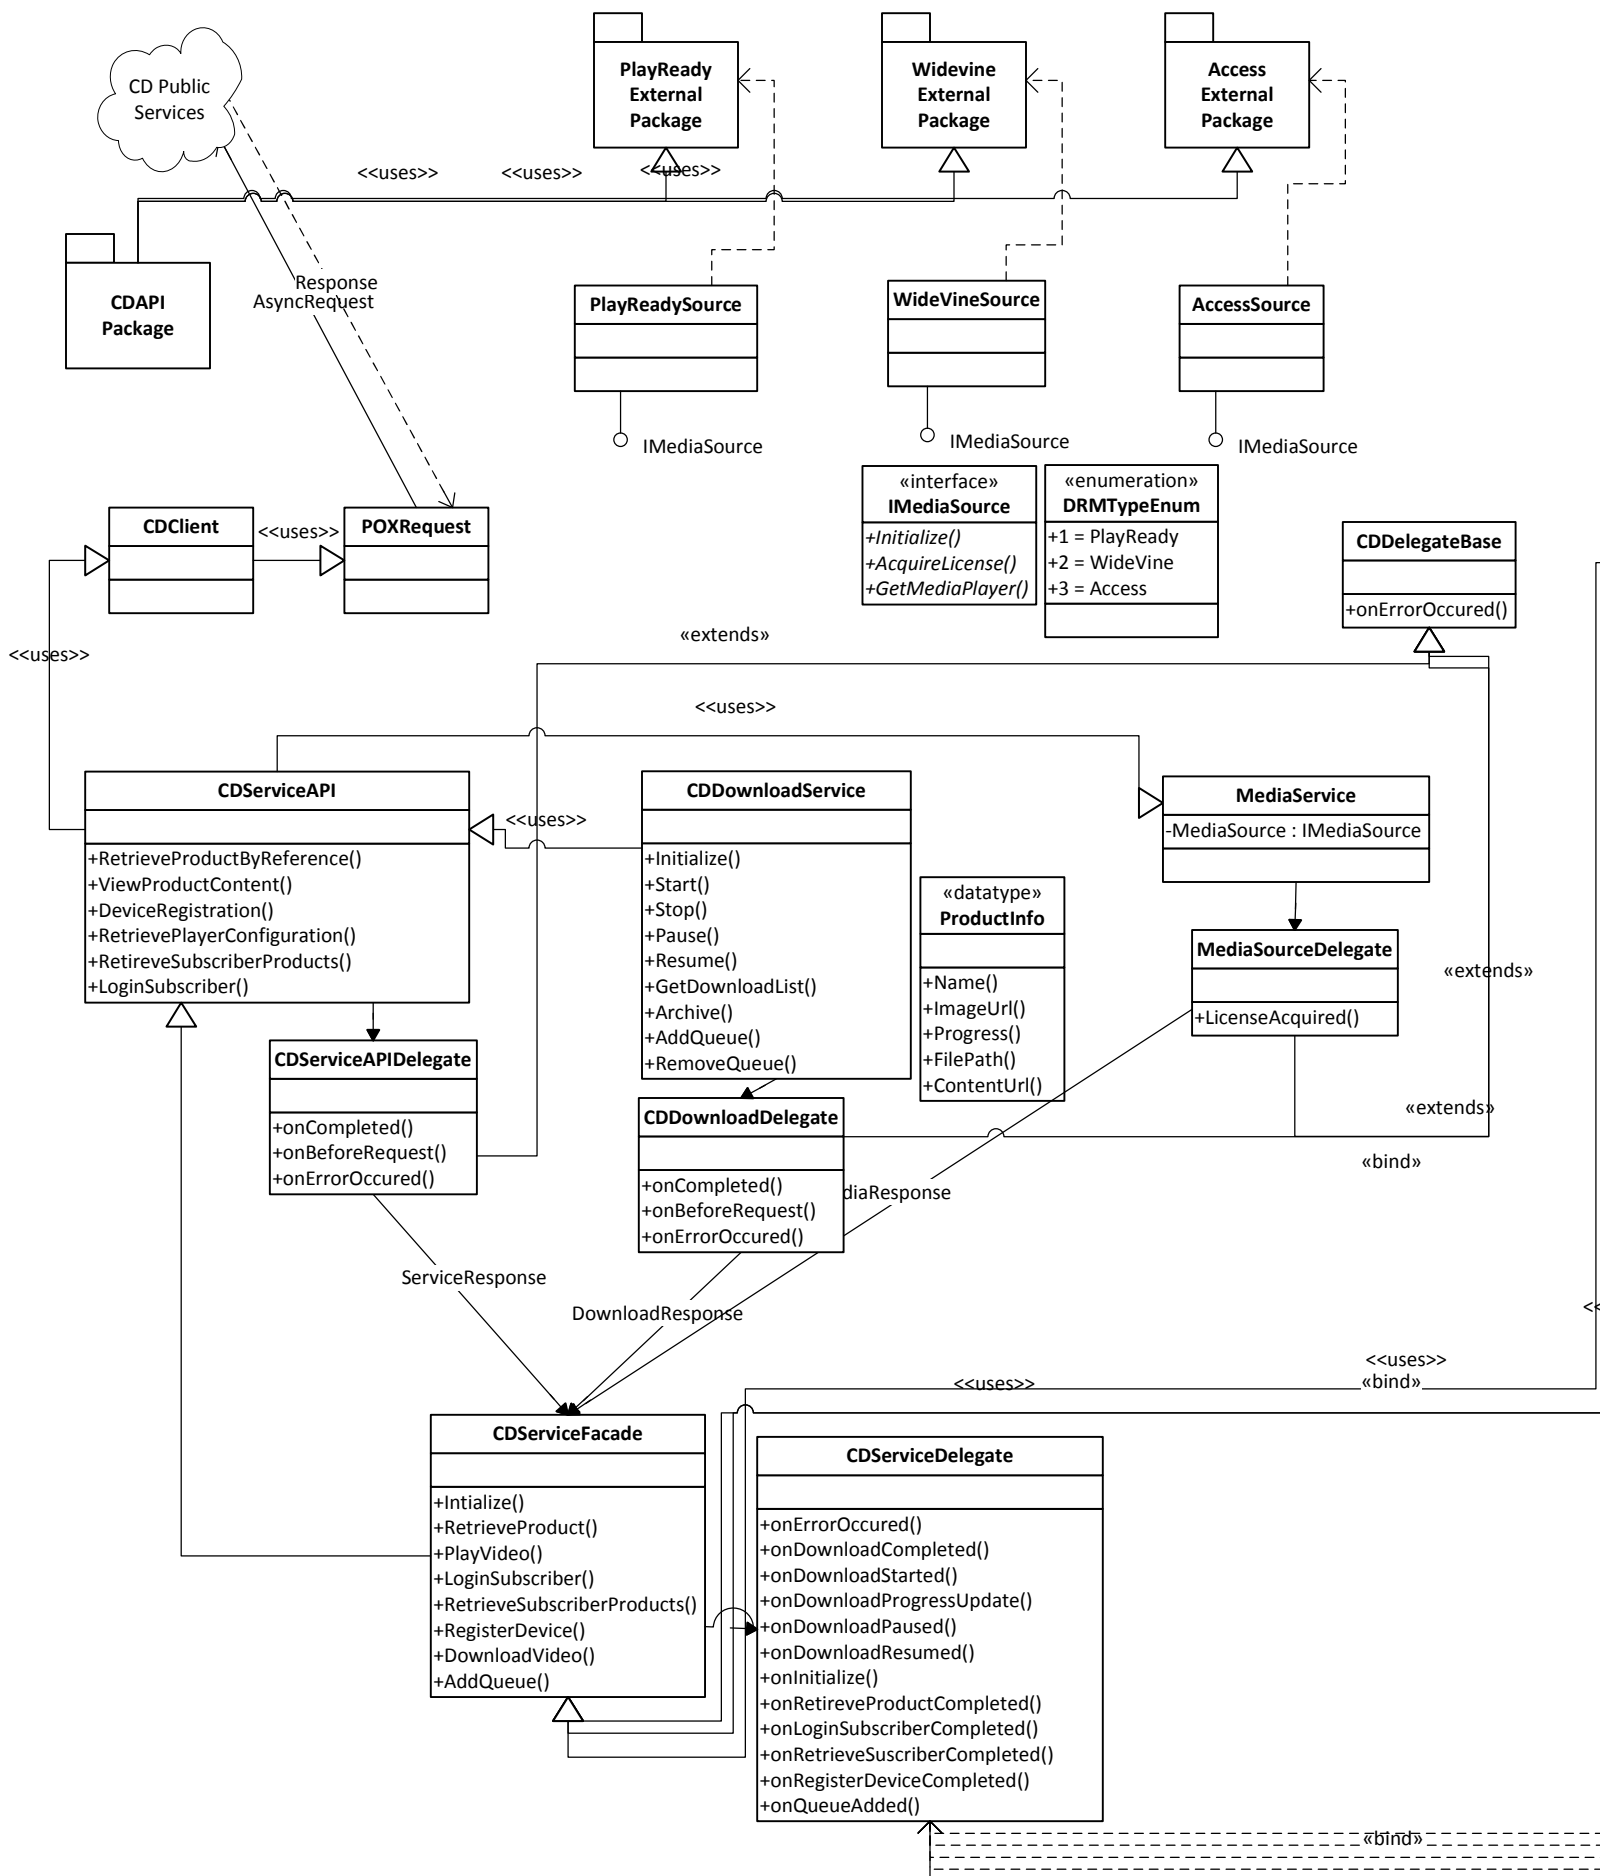 CD Public
Services
PlayReady
External
Package
Widevine
External
Package
Access
External
Package
<<uses>>
<<uses>>
<<uses>>
CDAPI
Package
Response
AsyncRequest
PlayReadySource
WideVineSource
AccessSource
IMediaSource
IMediaSource
IMediaSource
«interface»
IMediaSource
+Initialize()
+AcquireLicense()
+GetMediaPlayer()
«enumeration»
DRMTypeEnum
+1 = PlayReady
+2 = WideVine
+3 = Access
CDClient
<<uses>>
POXRequest
CDDelegateBase
+onErrorOccured()
<<uses>>
«extends»
<<uses>>
CDServiceAPI
+RetrieveProductByReference()
+ViewProductContent()
+DeviceRegistration()
+RetrievePlayerConfiguration()
+RetireveSubscriberProducts()
+LoginSubscriber()
<<uses>>
CDDownloadService
+Initialize()
+Start()
+Stop()
+Pause()
+Resume()
+GetDownloadList()
+Archive()
+AddQueue()
+RemoveQueue()
«datatype»
ProductInfo
+Name()
+ImageUrl()
+Progress()
+FilePath()
+ContentUrl()
MediaService
-MediaSource : IMediaSource
MediaSourceDelegate
+LicenseAcquired()
«extends»
«extends»
«bind»
CDServiceAPIDelegate
+onCompleted()
+onBeforeRequest()
+onErrorOccured()
CDDownloadDelegate
+onCompleted()
+onBeforeRequest()
+onErrorOccured()
diaResponse
ServiceResponse
DownloadResponse
<<
<<uses>>
«bind»
<<uses>>
CDServiceFacade
+Intialize()
+RetrieveProduct()
+PlayVideo()
+LoginSubscriber()
+RetrieveSubscriberProducts()
+RegisterDevice()
+DownloadVideo()
+AddQueue()
CDServiceDelegate
+onErrorOccured()
+onDownloadCompleted()
+onDownloadStarted()
+onDownloadProgressUpdate()
+onDownloadPaused()
+onDownloadResumed()
+onInitialize()
+onRetireveProductCompleted()
+onLoginSubscriberCompleted()
+onRetrieveSuscriberCompleted()
+onRegisterDeviceCompleted()
+onQueueAdded()
«bind»